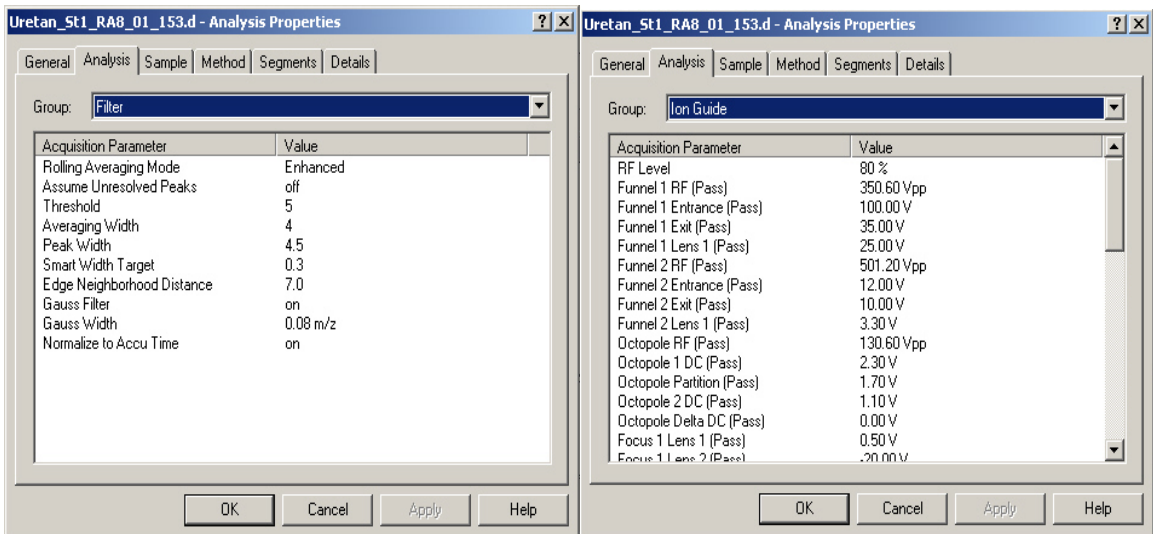 Uretan_St1_RA8_01_153.d - Analysis Properties
General Analysis Sample Method Segments Details
Group: Filter
Acquisition Parameter Value
Rolling Averaging Mode Enhanced
Assume Unresolved Peaks off
Threshold 5
Averaging Width 4
Peak Width 4.5
Smart Width Target 0.3
Edge Neighborhood Distance 7.0
Gauss Filter on
Gauss Width 0.08 m/z
Normalize to Accu Time on
OK Cancel Apply Help
Uretan_St1_RA8_01_153.d - Analysis Properties
General Analysis Sample Method Segments Details
Group: Ion Guide
Acquisition Parameter Value
RF Level 80 %
Funnel 1 RF (Pass) 350.60 Vpp
Funnel 1 Entrance (Pass) 100.00 V
Funnel 1 Exit (Pass) 35.00 V
Funnel 1 Lens 1 (Pass) 25.00 V
Funnel 2 RF (Pass) 501.20 Vpp
Funnel 2 Entrance (Pass) 12.00 V
Funnel 2 Exit (Pass) 10.00 V
Funnel 2 Lens 1 (Pass) 3.30 V
Octopole RF (Pass) 130.60 Vpp
Octopole 1 DC (Pass) 2.30 V
Octopole Partition (Pass) 1.70 V
Octopole 2 DC (Pass) 1.10 V
Octopole Delta DC (Pass) 0.00 V
Focus 1 Lens 1 (Pass) 0.50 V
Focus 1 Lens 2 (Pass) -20.00 V
OK Cancel Apply Help